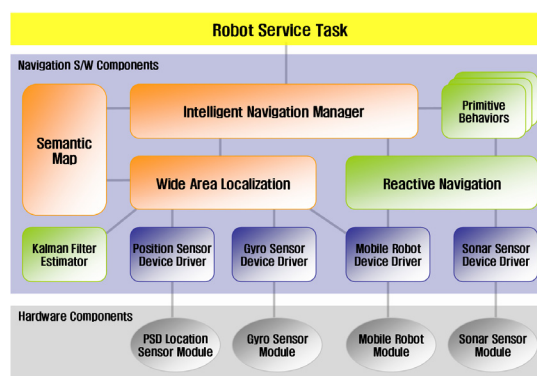 Robot Service Task
Navigation S/W Components
Intelligent Navigation Manager
Primitive
Behaviors
Semantic
Map
Wide Area Localization
Reactive Navigation
Kalman Filter
Estimator
Position Sensor
Device Driver
Gyro Sensor
Device Driver
Mobile Robot
Device Driver
Sonar Sensor
Device Driver
Hardware Components
PSD Location
Sensor Module
Gyro Sensor
Module
Mobile Robot
Module
Sonar Sensor
Module